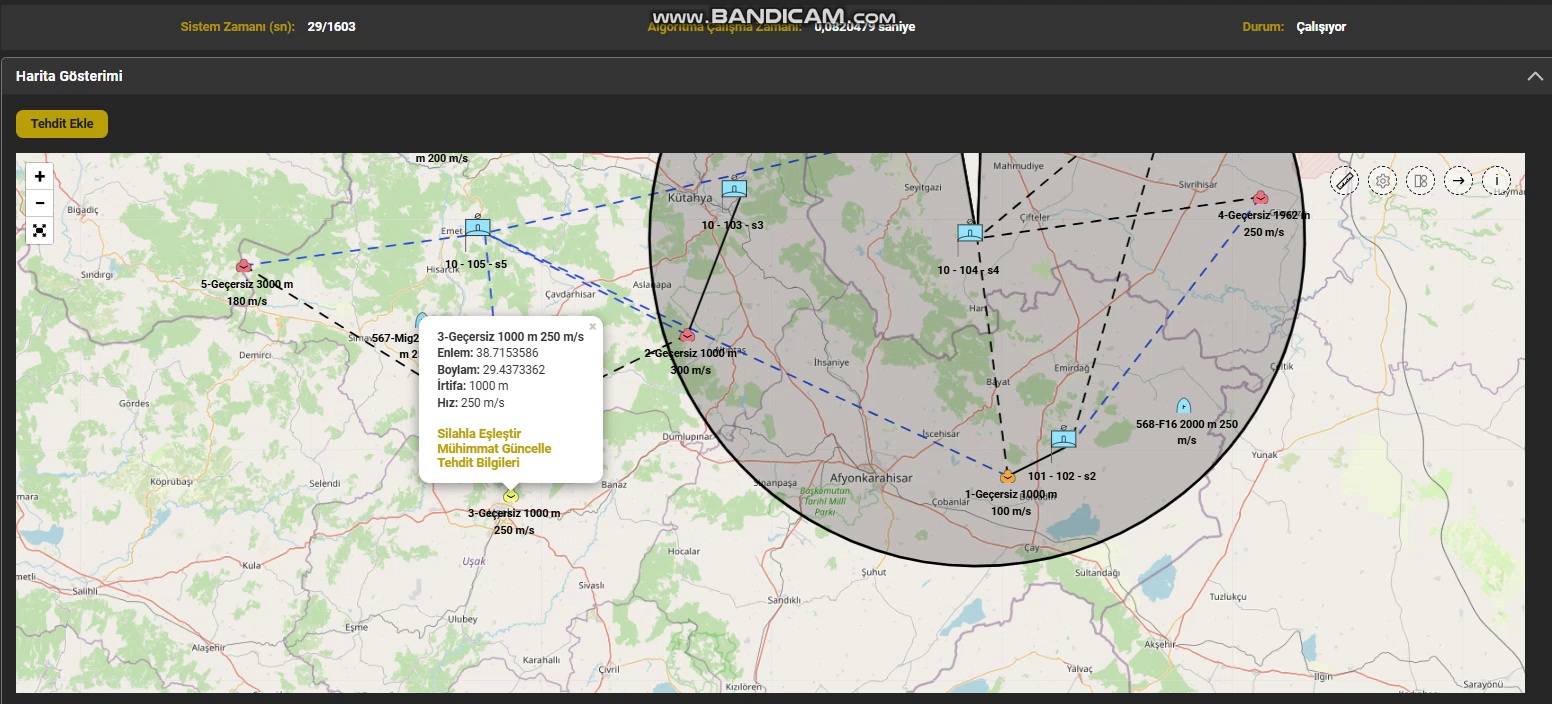 www.BANDICAM.com
Sistem Zamanı (sn): 29/1603
Algoritma Çalışma Zamanı: 0,0820479 saniye
Durum: Çalışıyor
Harita Gösterimi
Tehdit Ekle
m 200 m/s
Mahmudiye
Sivrihisar
Seyitgazi
Kütahya
+
−
Bigadiç
4-Geçersiz 1962 m
250 m/s
Çifteler
10 - 103 - s3
Emet
10 - 105 - s5
Hisarcık
10 - 104 - s4
Sındırgı
5-Geçersiz 3000 m
180 m/s
Aslanapa
Çavdarhisar
Han
Simav
567-Mig2
m 2
3-Geçersiz 1000 m 250 m/s
Enlem: 38.7153586
Boylam: 29.4373362
İrtifa: 1000 m
Hız: 250 m/s
Silahla Eşleştir
Mühimmat Güncelle
Tehdit Bilgileri
×
Demirci
2-Geçersiz 1000 m
300 m/s
Altıntaş
İhsaniye
Emirdağ
Çeltik
Bayat
Gördes
568-F16 2000 m 250
m/s
Dumlupınar
İscehisar
Yunak
Köprübaşı
Selendi
Banaz
Sinanpaşa
Afyonkarahisar
101 - 102 - s2
Başkomutan
Tarihi Milli
Parkı
Çobanlar
1-Geçersiz 1000 m
100 m/s
mara
3-Geçersiz 1000 m
250 m/s
Hocalar
Çay
Uşak
Kula
Şuhut
Sultandağı
metli
Salihli
Sivaslı
Sandıklı
Tuzlukçu
Eşme
Ulubey
Alaşehir
Akşehir
Karahallı
Çivril
Yalvaç
Ilgın
Kızılören
Sarayönü